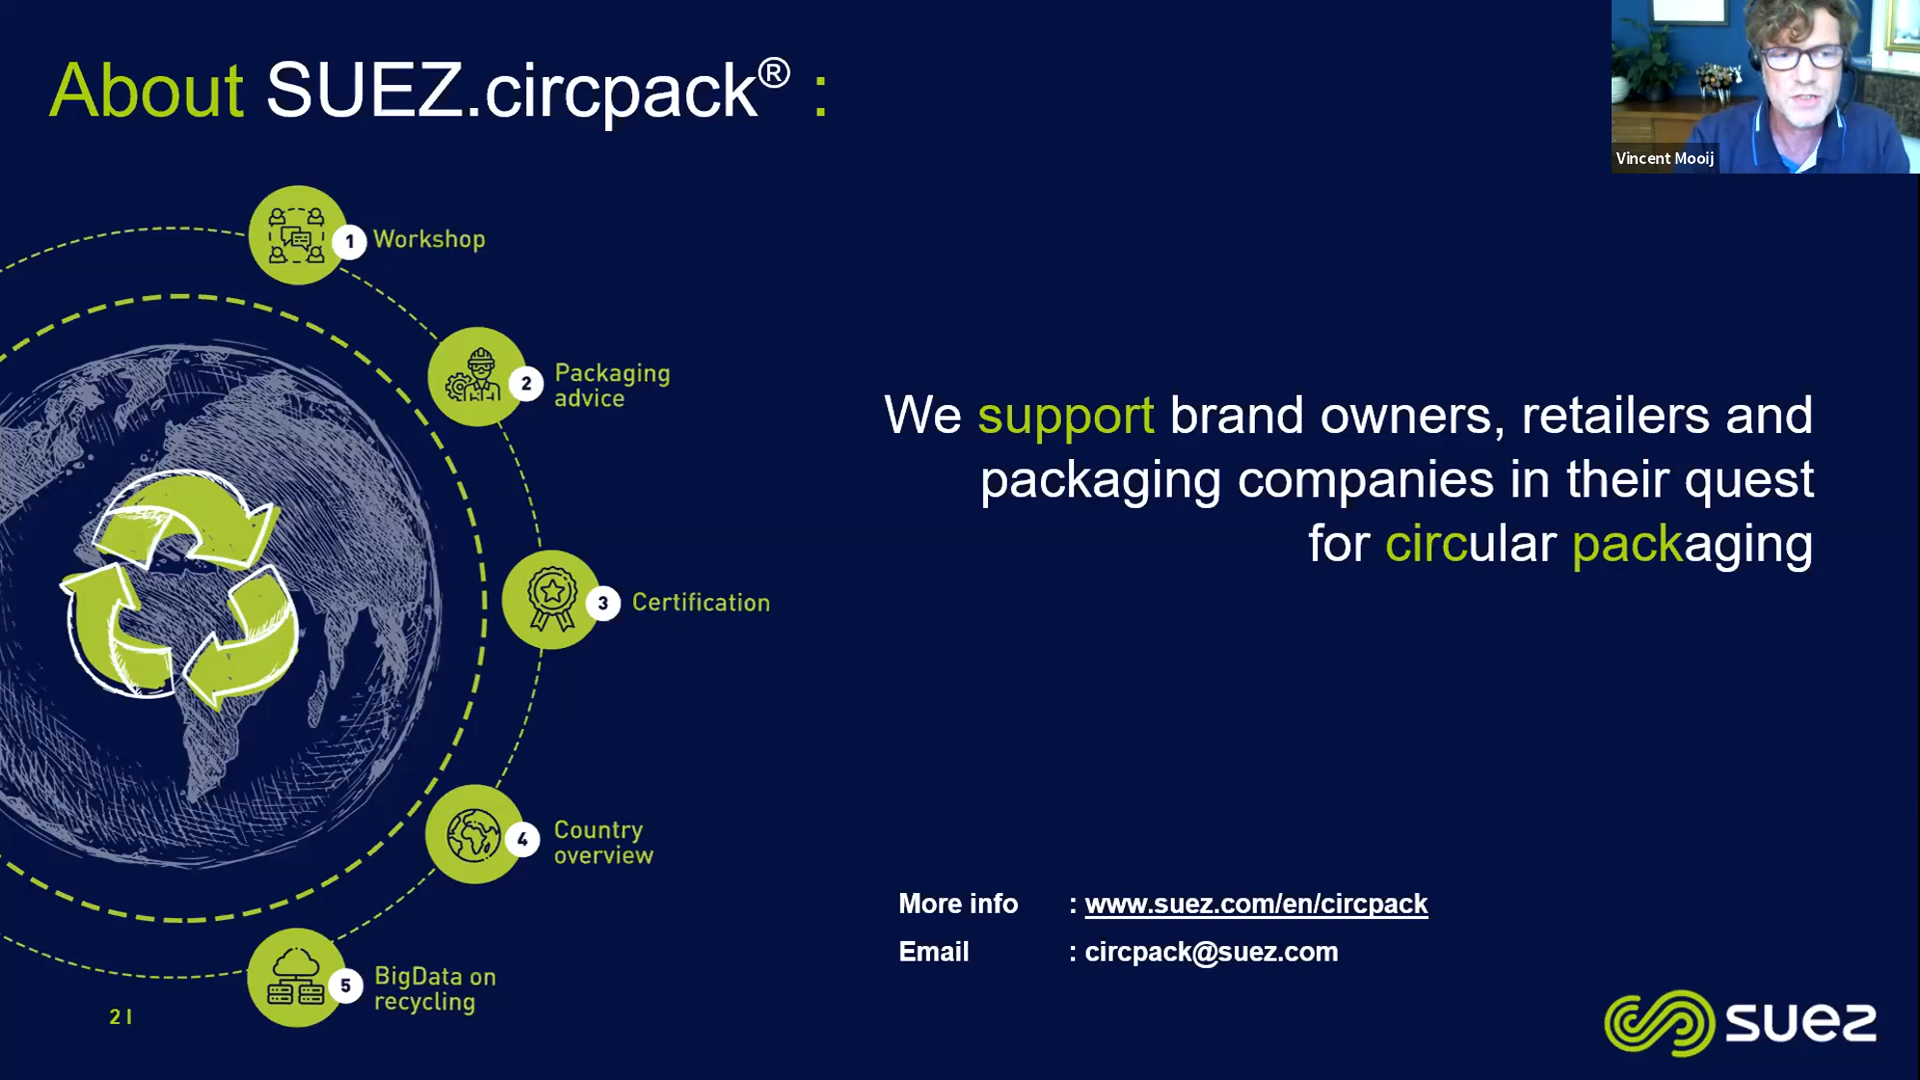 About SUEZ.circpack® :
Vincent Mooij
1 Workshop
2 Packaging
advice
3 Certification
4 Country
overview
5 BigData on
recycling
We support brand owners, retailers and
packaging companies in their quest
for circular packaging
More info : www.suez.com/en/circpack
Email : circpack@suez.com
21
suez